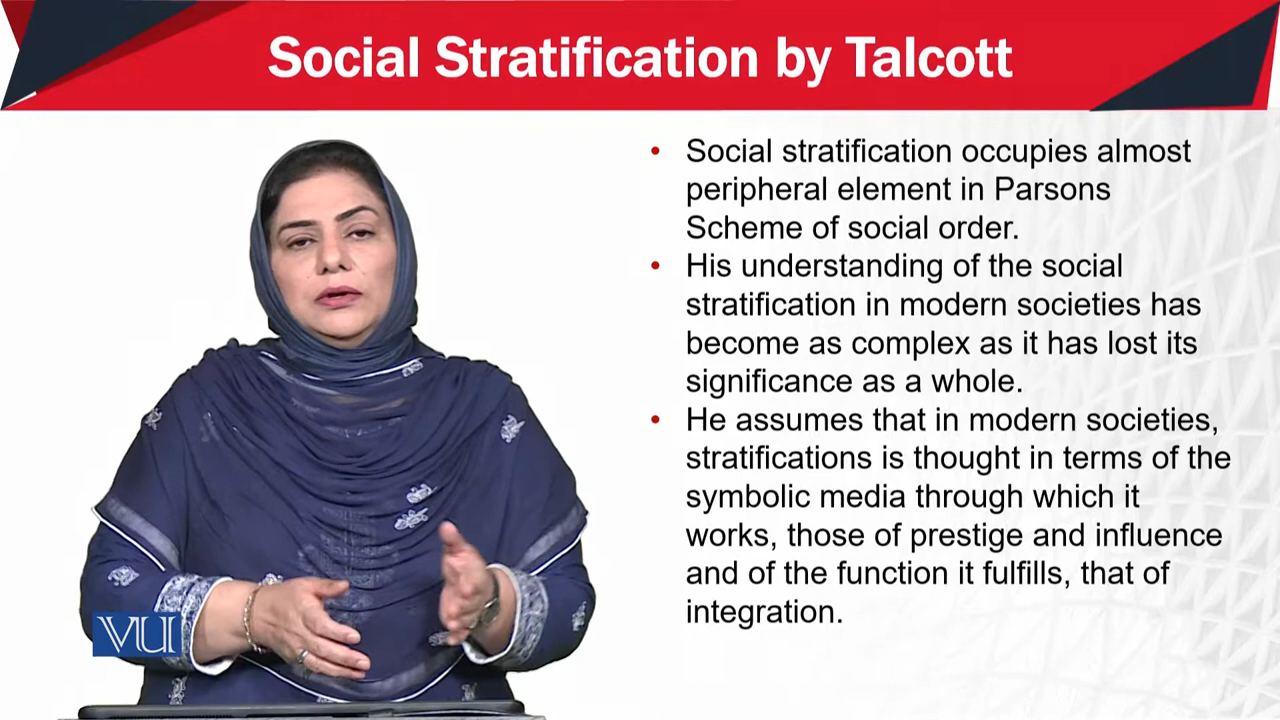 Social Stratification by Talcott
Social stratification occupies almost
peripheral element in Parsons
Scheme of social order.
His understanding of the social
stratification in modern societies has
become as complex as it has lost its
significance as a whole.
He assumes that in modern societies,
stratifications is thought in terms of the
symbolic media through which it
works, those of prestige and influence
and of the function it fulfills, that of
integration.
VU